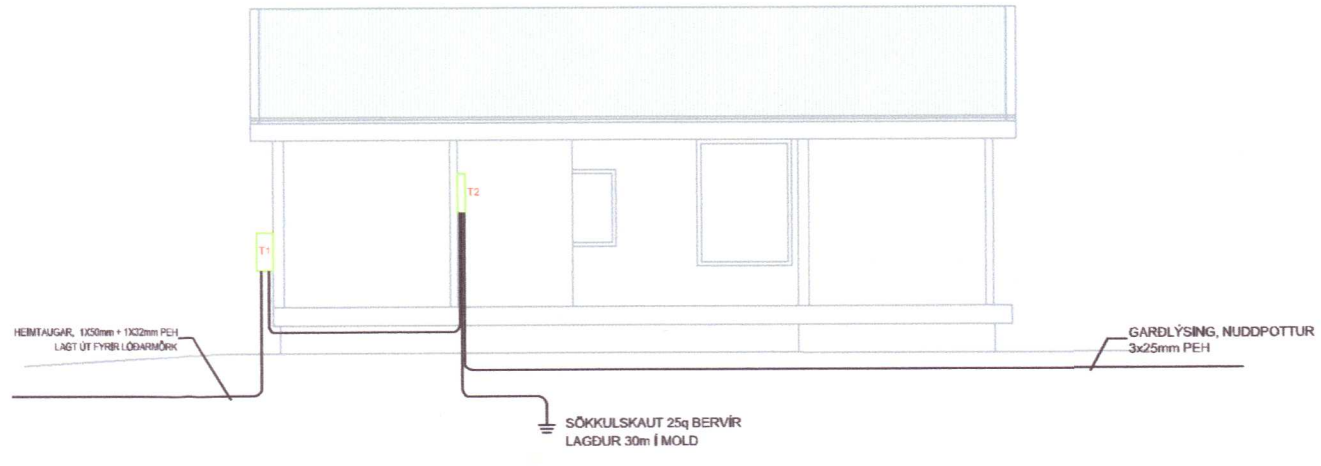 T2
T1
HEIMTAUGAR, 1X50mm + 1X32mm PEH
LAGT ÚT FYRIR LÓÐARMÖRK
GARÐLÝSING, NUDDPOTTUR
3x25mm PEH
SÖKKULSKAUT 25q BERVÍR
LAGÐUR 30m Í MOLD